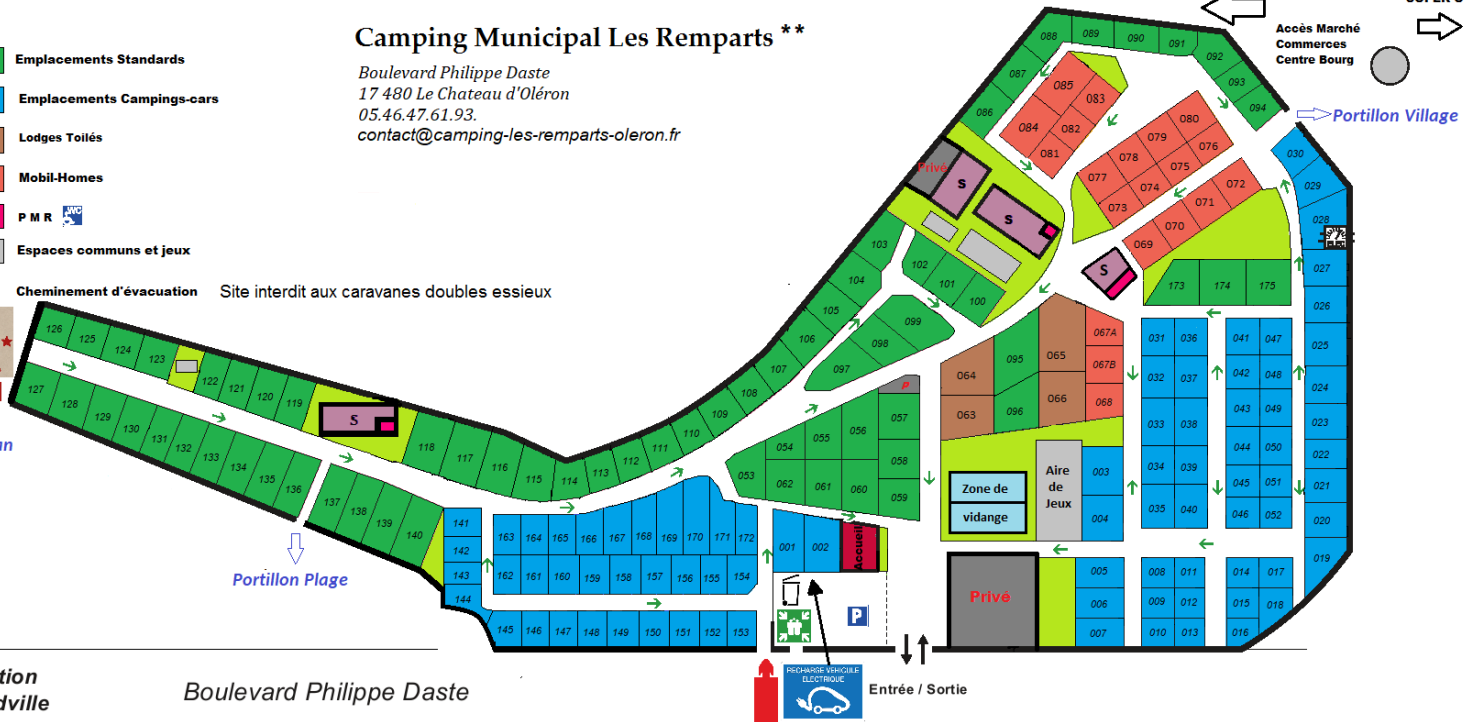 Camping Municipal Les Remparts **
Boulevard Philippe Daste
17 480 Le Chateau d'Oléron
05.46.47.61.93.
contact@camping-les-remparts-oleron.fr
Emplacements Standards
Emplacements Campings-cars
Lodges Toilés
Mobil-Homes
P M R WC
Espaces communs et jeux
Cheminement d'évacuation
Site interdit aux caravanes doubles essieux
Accès Marché
Commerces
Centre Bourg
Portillon Village
088 089 090 091
092
093
094
087
086
085
083
084
082
081
080
079
078
077
076
075
074
073
072
071
070
069
030
029
028
027
026
025
024
023
022
021
020
019
Privé
S
S
S
103
102
101
100
104
105
106
107
108
109
110
111
112
113
114
115
116
117
118
099
098
097
173 174 175
126
125
124
123
122
121
120
119
S
127
128
129
130
131
132
133
134
135
136
137
138
139
140
064
063
095
096
065
066
067A
067B
068
031 036
032 037
033 038
034 039
035 040
041 047
042 048
043 049
044 050
045 051
046 052
P
057
058
059
056
055
054
053
062 061 060
Zone de
vidange
Aire
de
Jeux
003
004
141
142
143
144
163 164 165 166 167 168 169 170 171 172
162 161 160 159 158 157 156 155 154
145 146 147 148 149 150 151 152 153
001 002
Accueil
P
Privé
005
006
007
008 011
009 012
010 013
014 017
015 018
016
Portillon Plage
RECHARGE VEHICULE
ELECTRIQUE
Entrée / Sortie
Boulevard Philippe Daste